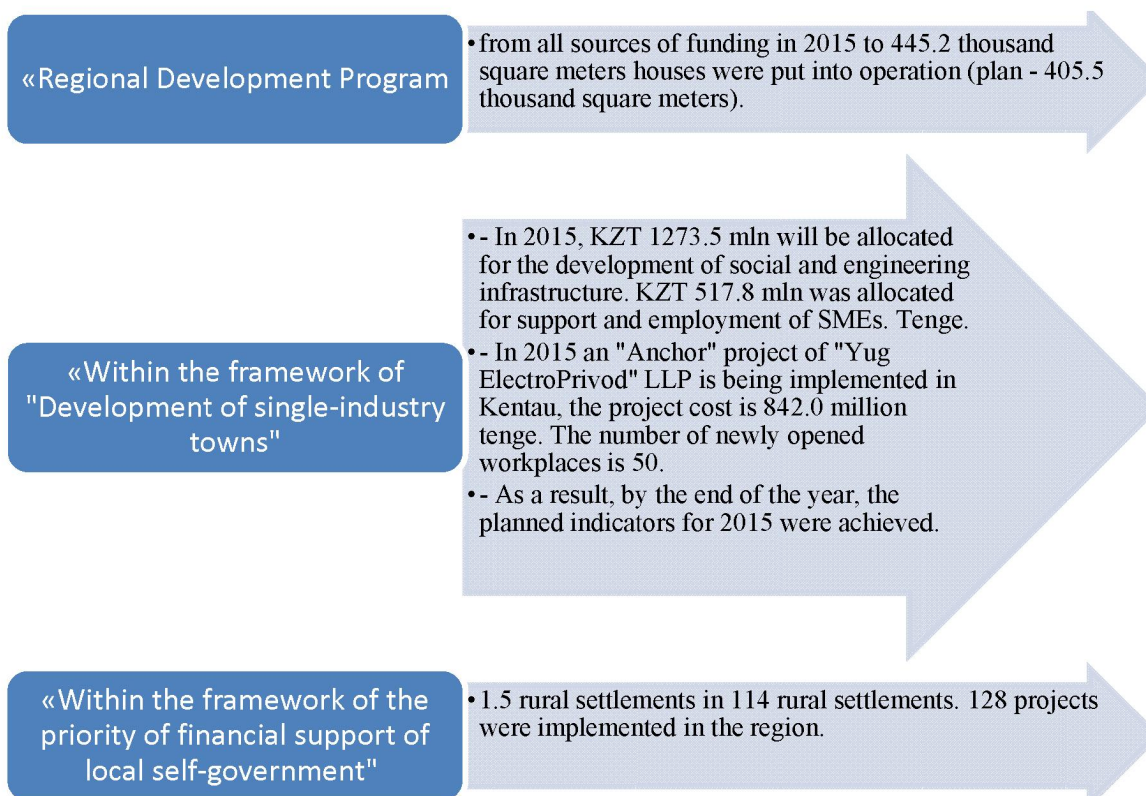 «Regional Development Program
•from all sources of funding in 2015 to 445.2 thousand
square meters houses were put into operation (plan - 405.5
thousand square meters).
«Within the framework of
"Development of single-industry
towns"
•- In 2015, KZT 1273.5 mln will be allocated
for the development of social and engineering
infrastructure. KZT 517.8 mln was allocated
for support and employment of SMEs. Tenge.
•- In 2015 an "Anchor" project of "Yug
ElectroPrivod" LLP is being implemented in
Kentau, the project cost is 842.0 million
tenge. The number of newly opened
workplaces is 50.
•- As a result, by the end of the year, the
planned indicators for 2015 were achieved.
«Within the framework of the
priority of financial support of
local self-government"
•1.5 rural settlements in 114 rural settlements. 128 projects
were implemented in the region.